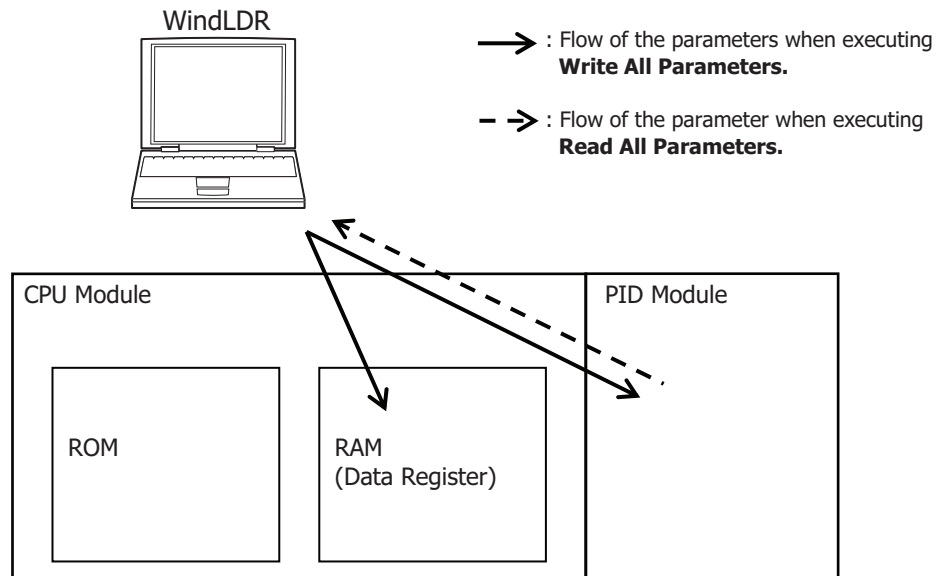 WindLDR
: Flow of the parameters when executing
Write All Parameters.
: Flow of the parameter when executing
Read All Parameters.
CPU Module
PID Module
ROM
RAM
(Data Register)